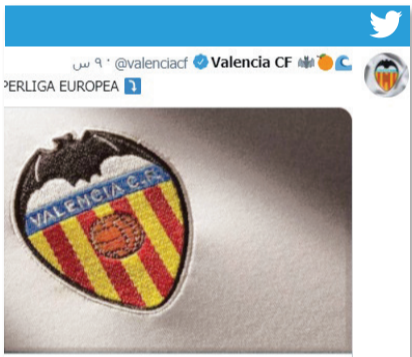 Valencia CF @valenciacf · ٩ س
PERLIGA EUROPEA
VALENCIA C.F.